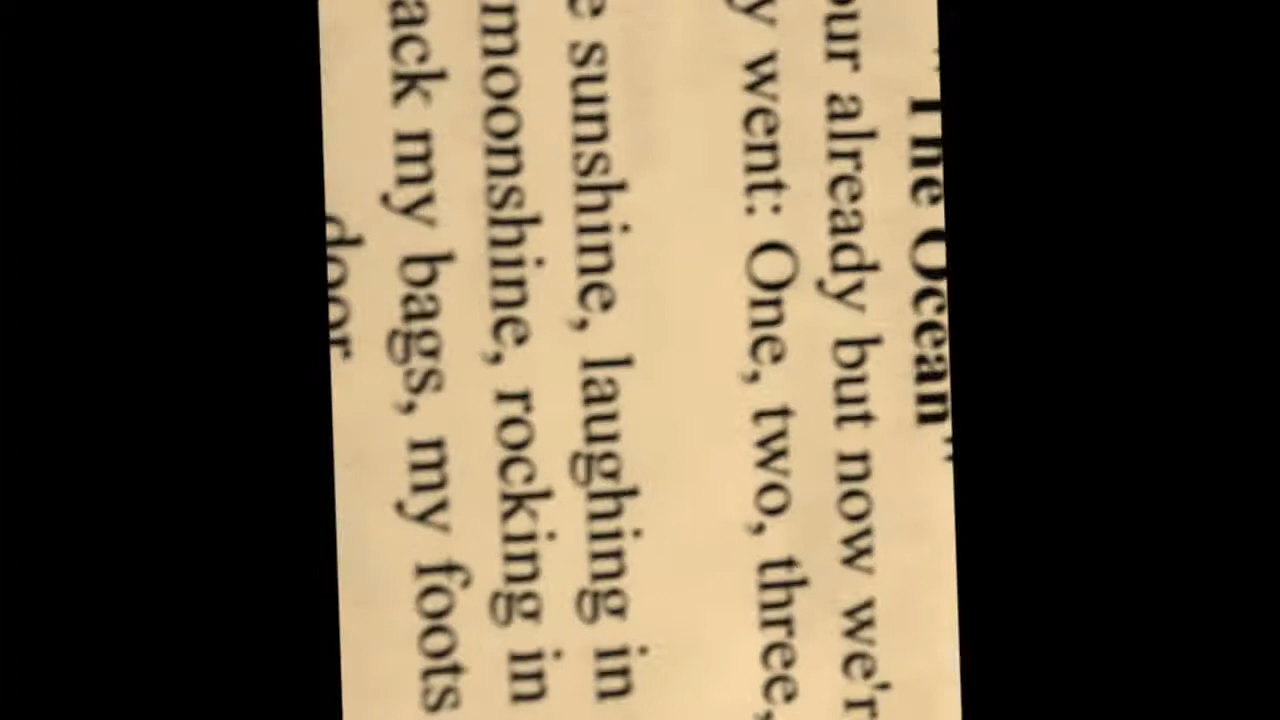 "The Ocean"
our already but now we'r
y went: One, two, three,
e sunshine, laughing in
moonshine, rocking in
ack my bags, my foots
door